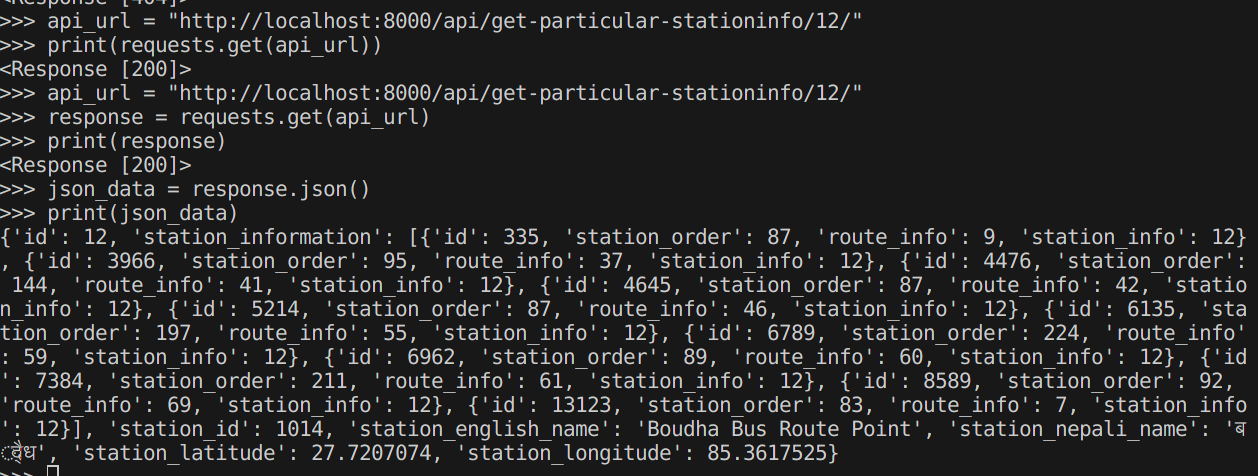 <Response [404]>
>>> api_url = "http://localhost:8000/api/get-particular-stationinfo/12/"
>>> print(requests.get(api_url))
<Response [200]>
>>> api_url = "http://localhost:8000/api/get-particular-stationinfo/12/"
>>> response = requests.get(api_url)
>>> print(response)
<Response [200]>
>>> json_data = response.json()
>>> print(json_data)
{'id': 12, 'station_information': [{'id': 335, 'station_order': 87, 'route_info': 9, 'station_info': 12}
, {'id': 3966, 'station_order': 95, 'route_info': 37, 'station_info': 12}, {'id': 4476, 'station_order':
 144, 'route_info': 41, 'station_info': 12}, {'id': 4645, 'station_order': 87, 'route_info': 42, 'statio
n_info': 12}, {'id': 5214, 'station_order': 87, 'route_info': 46, 'station_info': 12}, {'id': 6135, 'sta
tion_order': 197, 'route_info': 55, 'station_info': 12}, {'id': 6789, 'station_order': 224, 'route_info'
: 59, 'station_info': 12}, {'id': 6962, 'station_order': 89, 'route_info': 60, 'station_info': 12}, {'id
': 7384, 'station_order': 211, 'route_info': 61, 'station_info': 12}, {'id': 8589, 'station_order': 92,
'route_info': 69, 'station_info': 12}, {'id': 13123, 'station_order': 83, 'route_info': 7, 'station_info
': 12}], 'station_id': 1014, 'station_english_name': 'Boudha Bus Route Point', 'station_nepali_name': 'ब
', 'station_latitude': 27.7207074, 'station_longitude': 85.3617525}
>>>